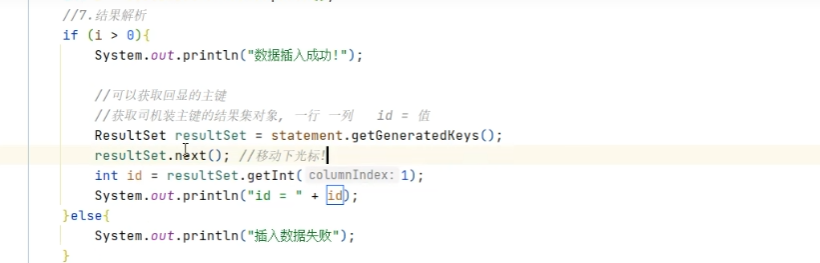 //7.结果解析
if (i > 0){
System.out.println("数据插入成功!");
//可以获取回显的主键
//获取司机装主键的结果集对象, 一行 一列 id = 值
ResultSet resultSet = statement.getGeneratedKeys();
resultSet.next(); //移动下光标!
int id = resultSet.getInt( columnIndex: 1);
System.out.println("id = " + id);
}else{
System.out.println("插入数据失败");
}